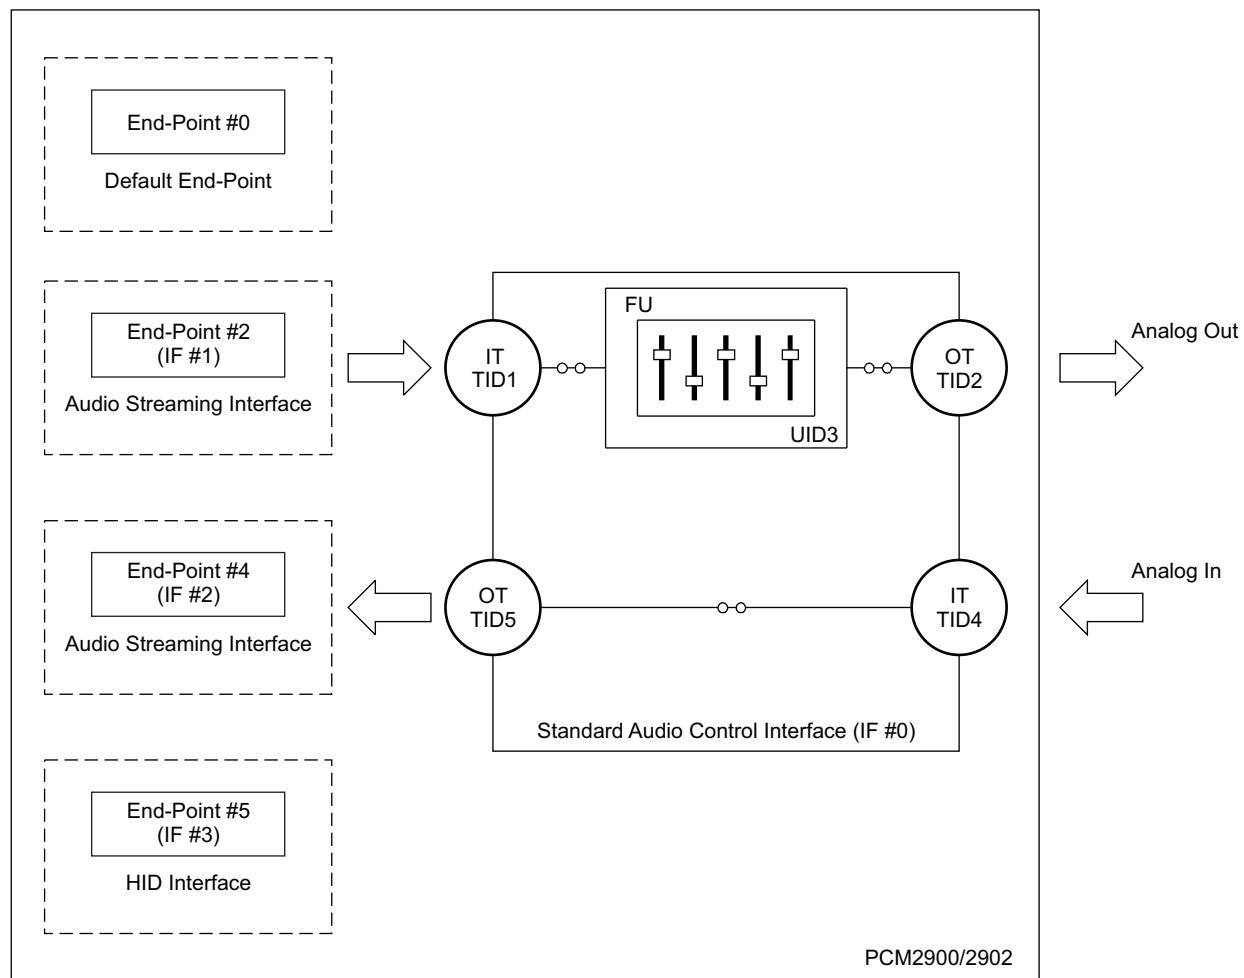 End-Point #0
Default End-Point
End-Point #2
(IF #1)
Audio Streaming Interface
IT
TID1
FU
UID3
OT
TID2
Analog Out
End-Point #4
(IF #2)
Audio Streaming Interface
OT
TID5
IT
TID4
Analog In
Standard Audio Control Interface (IF #0)
End-Point #5
(IF #3)
HID Interface
PCM2900/2902